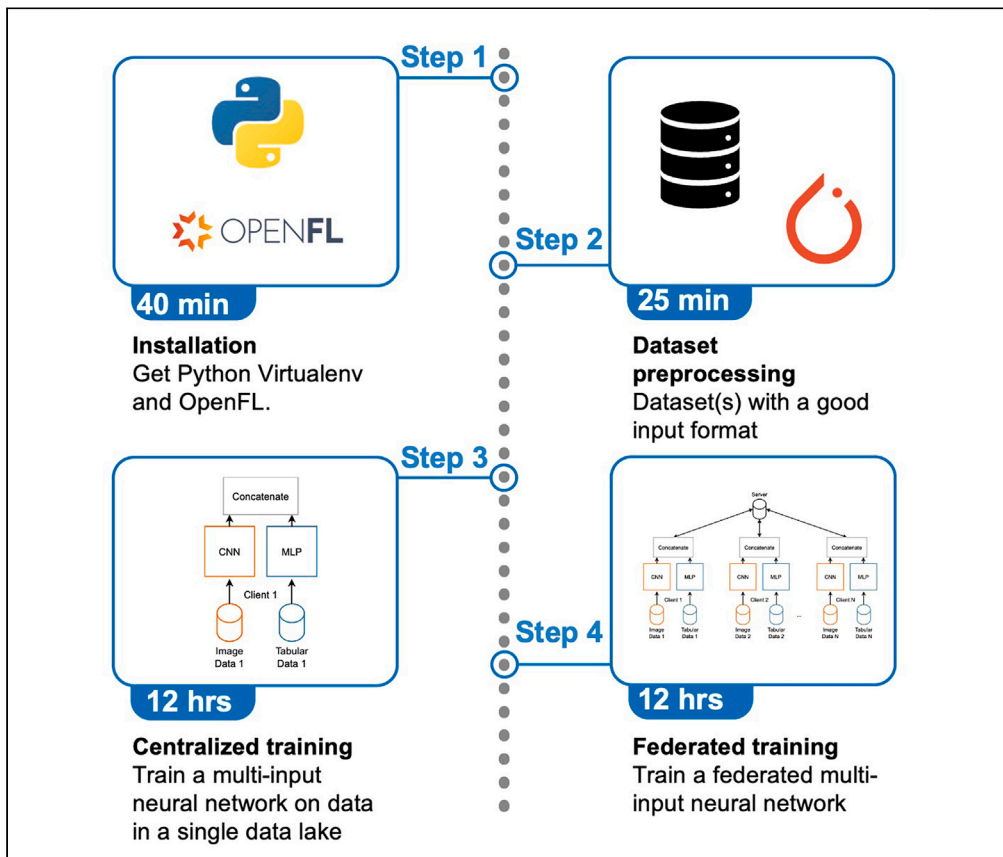 Step 1
OPENFL
40 min
Installation
Get Python Virtualenv
and OpenFL.
Step 2
25 min
Dataset
preprocessing
Dataset(s) with a good
input format
Step 3
Concatenate
CNN MLP
Client 1
Image Tabular
Data 1 Data 1
12 hrs
Centralized training
Train a multi-input
neural network on data
in a single data lake
Step 4
Server
Concatenate Concatenate Concatenate
CNN MLP CNN MLP CNN MLP
Client 1 Client 2 Client N
...
Image Tabular Image Tabular Image Tabular
Data 1 Data 1 Data 2 Data 2 Data N Data N
12 hrs
Federated training
Train a federated multi-
input neural network